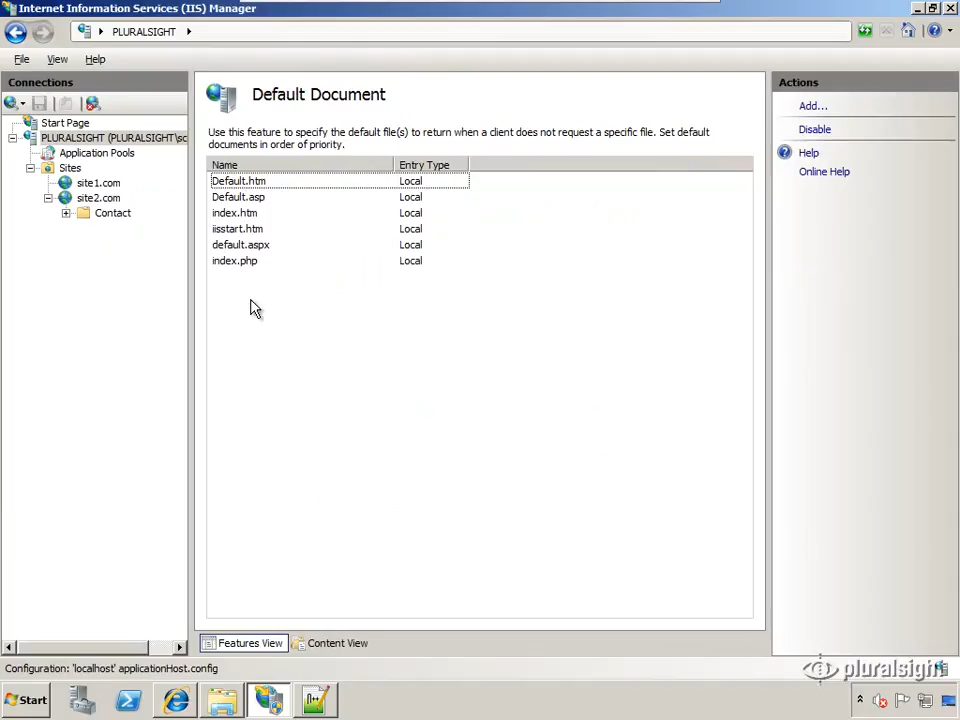 Internet Information Services (IIS) Manager
PLURALSIGHT
File View Help
Connections
Start Page
PLURALSIGHT (PLURALSIGHT\sc
Application Pools
Sites
site1.com
site2.com
Contact
Default Document
Use this feature to specify the default file(s) to return when a client does not request a specific file. Set default
documents in order of priority.
Name Entry Type
Default.htm Local
Default.asp Local
index.htm Local
iisstart.htm Local
default.aspx Local
index.php Local
Features View Content View
Actions
Add...
Disable
Help
Online Help
Configuration: 'localhost' applicationHost.config
pluralsight
Start